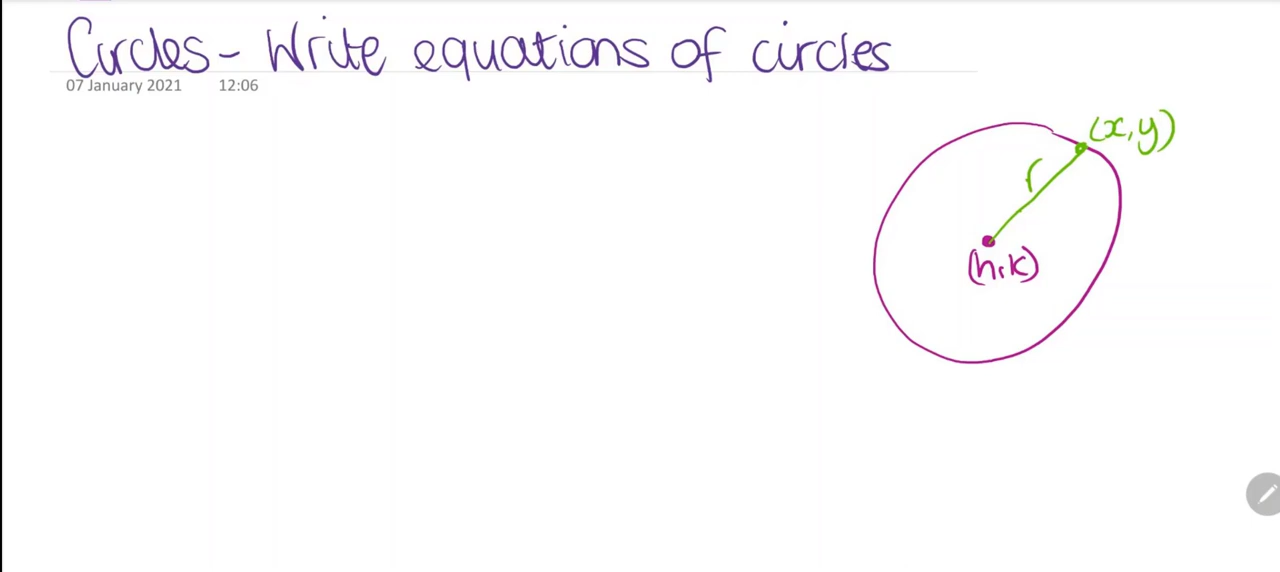 Circles - Write equations of circles
07 January 2021 12:06
(x,y)
r
(h,k)